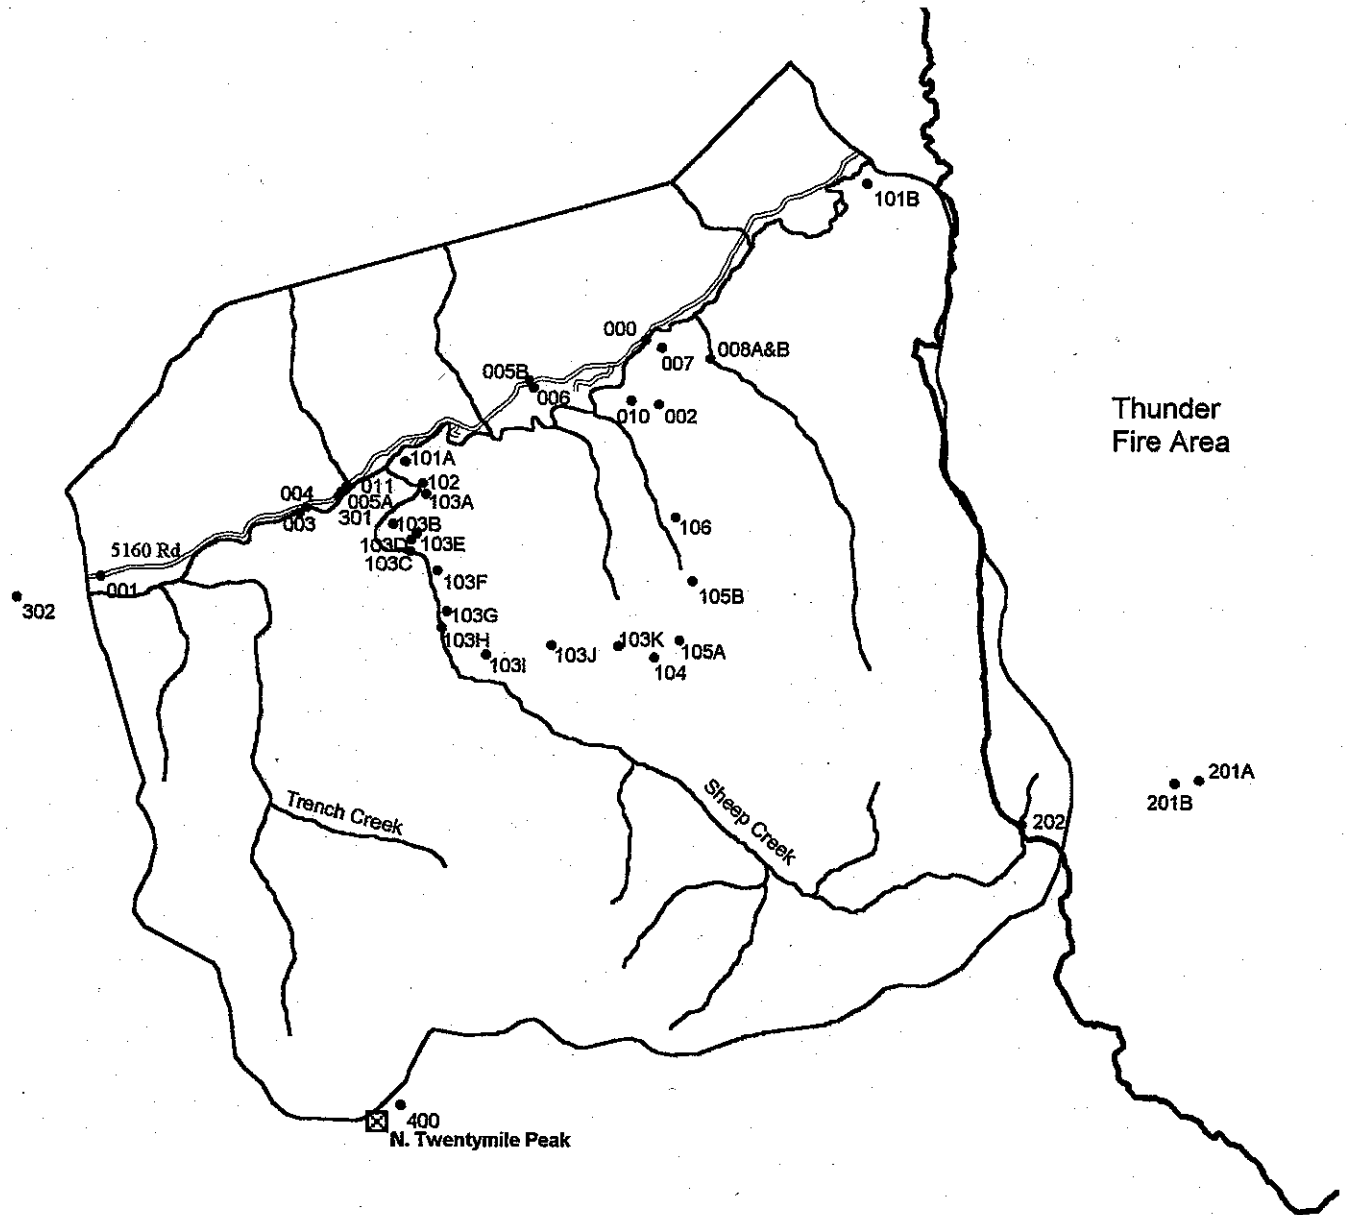 101B
000
007
008A&B
005B
006
010
002
Thunder
Fire Area
101A
102
103A
004
003
011
005A
301
103B
103D
103E
103C
106
5160 Rd
001
302
103F
105B
103G
103H
103I
103J
103K
105A
104
201A
201B
Trench Creek
Sheep Creek
202
400
N. Twentymile Peak